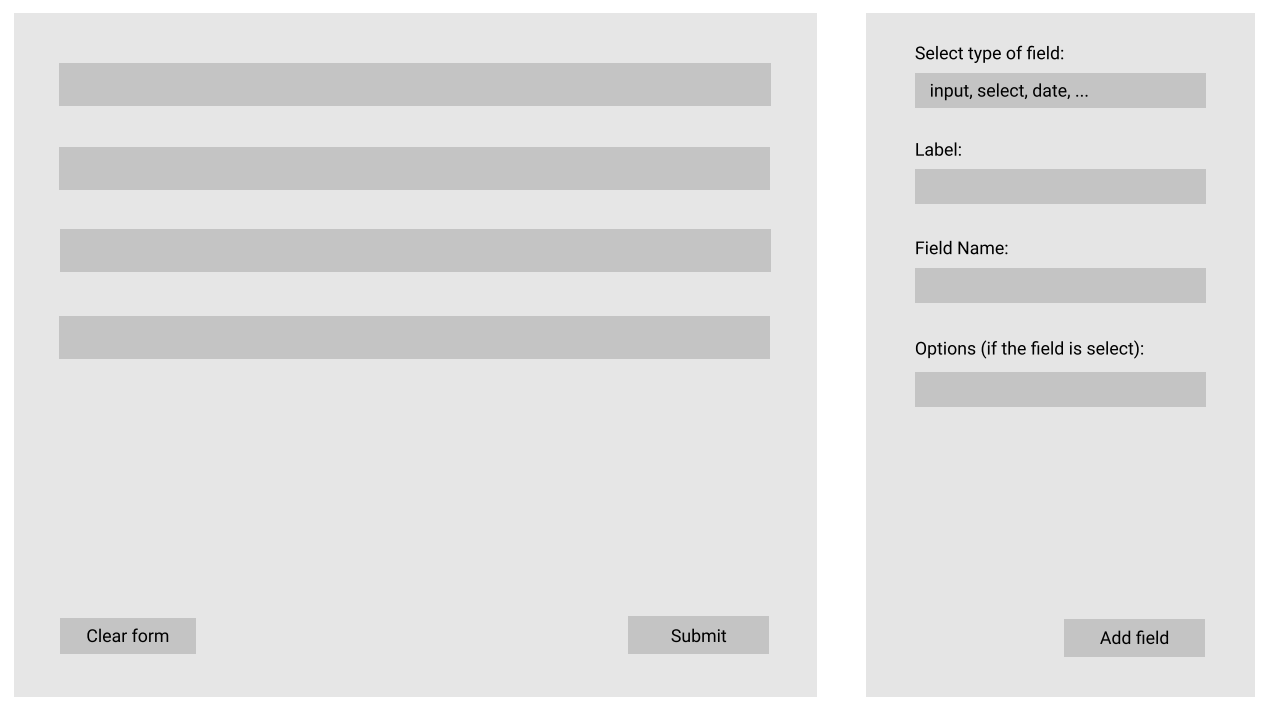 Select type of field:
input, select, date, ...
Label:
Field Name:
Options (if the field is select):
Clear form
Submit
Add field